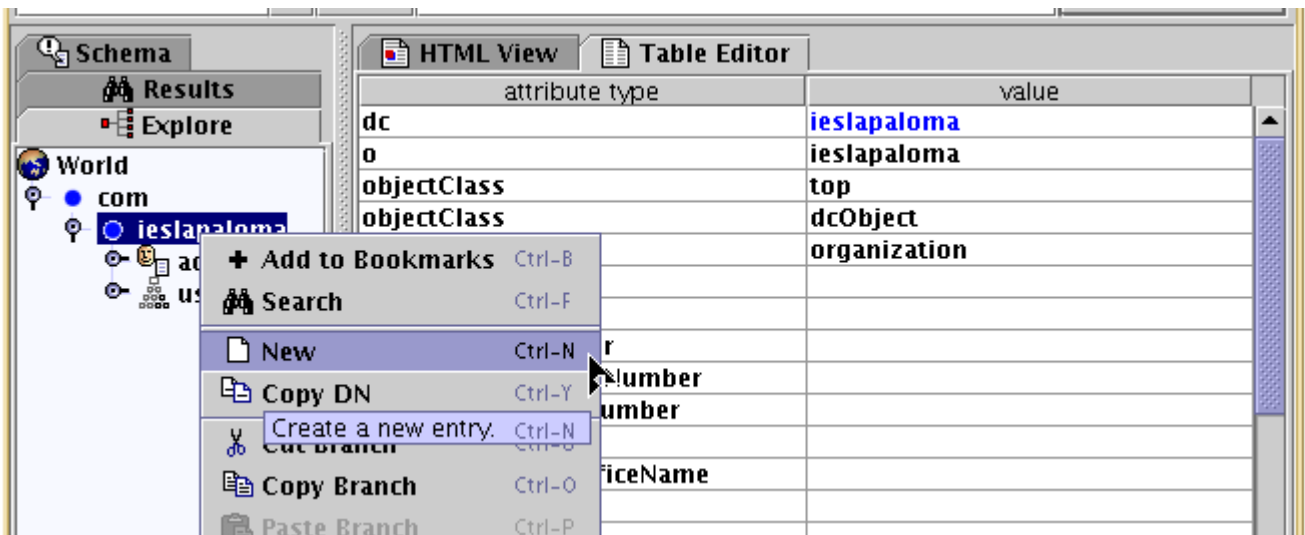 Schema
Results
Explore
World
com
ieslapaloma
Add to Bookmarks Ctrl-B
Search Ctrl-F
New Ctrl-N
Copy DN Ctrl-Y
Create a new entry. Ctrl-N
Cut Branch
Copy Branch Ctrl-O
Paste Branch Ctrl-P
HTML View Table Editor
attribute type value
dc ieslapaloma
o ieslapaloma
objectClass top
objectClass dcObject
organization